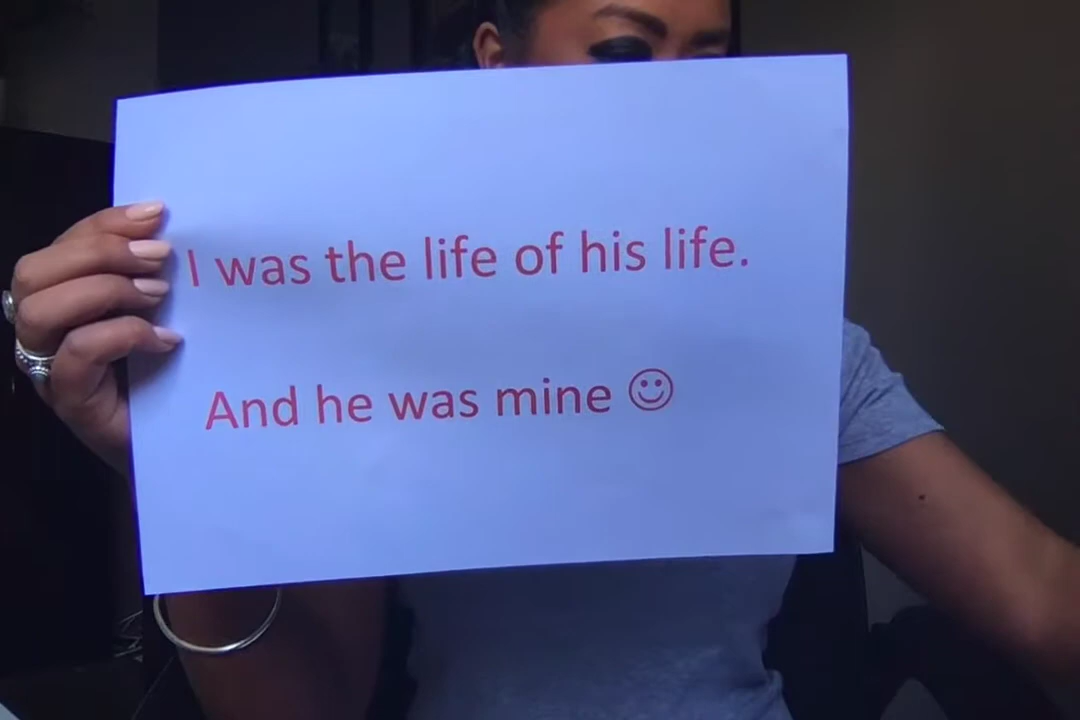 I was the life of his life.
And he was mine ☺